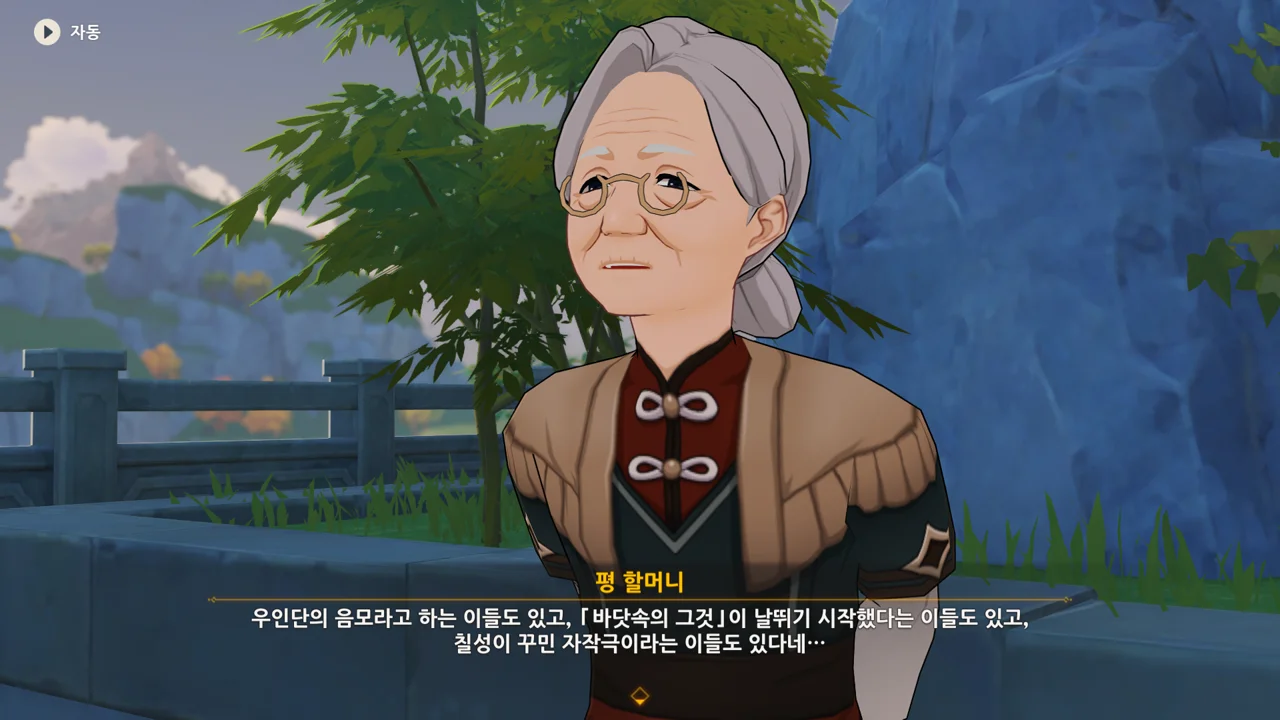 자동
평 할머니
우인단의 음모라고 하는 이들도 있고, 「바닷속의 그것」이 날뛰기 시작했다는 이들도 있고,
칠성이 꾸민 자작극이라는 이들도 있다네…